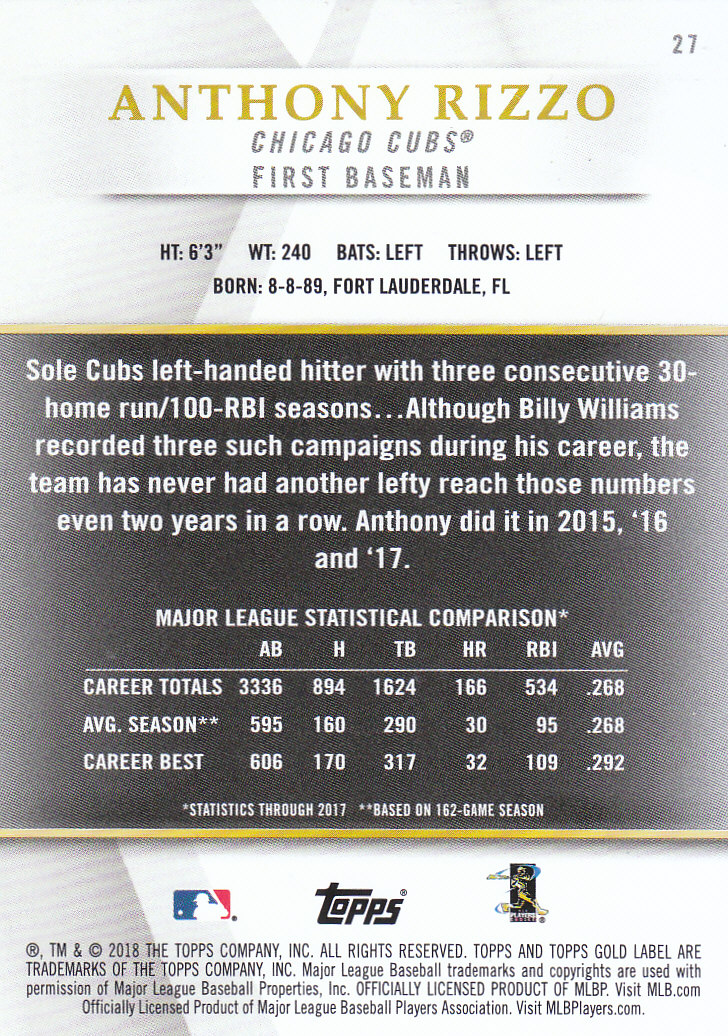 27
ANTHONY RIZZO
CHICAGO CUBS®
FIRST BASEMAN
HT: 6'3” WT: 240 BATS: LEFT THROWS: LEFT
BORN: 8-8-89, FORT LAUDERDALE, FL
Sole Cubs left-handed hitter with three consecutive 30-
home run/100-RBI seasons...Although Billy Williams
recorded three such campaigns during his career, the
team has never had another lefty reach those numbers
even two years in a row. Anthony did it in 2015, ‘16
and ‘17.
MAJOR LEAGUE STATISTICAL COMPARISON*
AB H TB HR RBI AVG
CAREER TOTALS 3336 894 1624 166 534 .268
AVG. SEASON** 595 160 290 30 95 .268
CAREER BEST 606 170 317 32 109 .292
*STATISTICS THROUGH 2017 **BASED ON 162-GAME SEASON
TOPPS®
PLAYERS
®, TM & © 2018 THE TOPPS COMPANY, INC. ALL RIGHTS RESERVED. TOPPS AND TOPPS GOLD LABEL ARE
TRADEMARKS OF THE TOPPS COMPANY, INC. Major League Baseball trademarks and copyrights are used with
permission of Major League Baseball Properties, Inc. OFFICIALLY LICENSED PRODUCT OF MLBP. Visit MLB.com
Officially Licensed Product of Major League Baseball Players Association. Visit MLBPlayers.com.